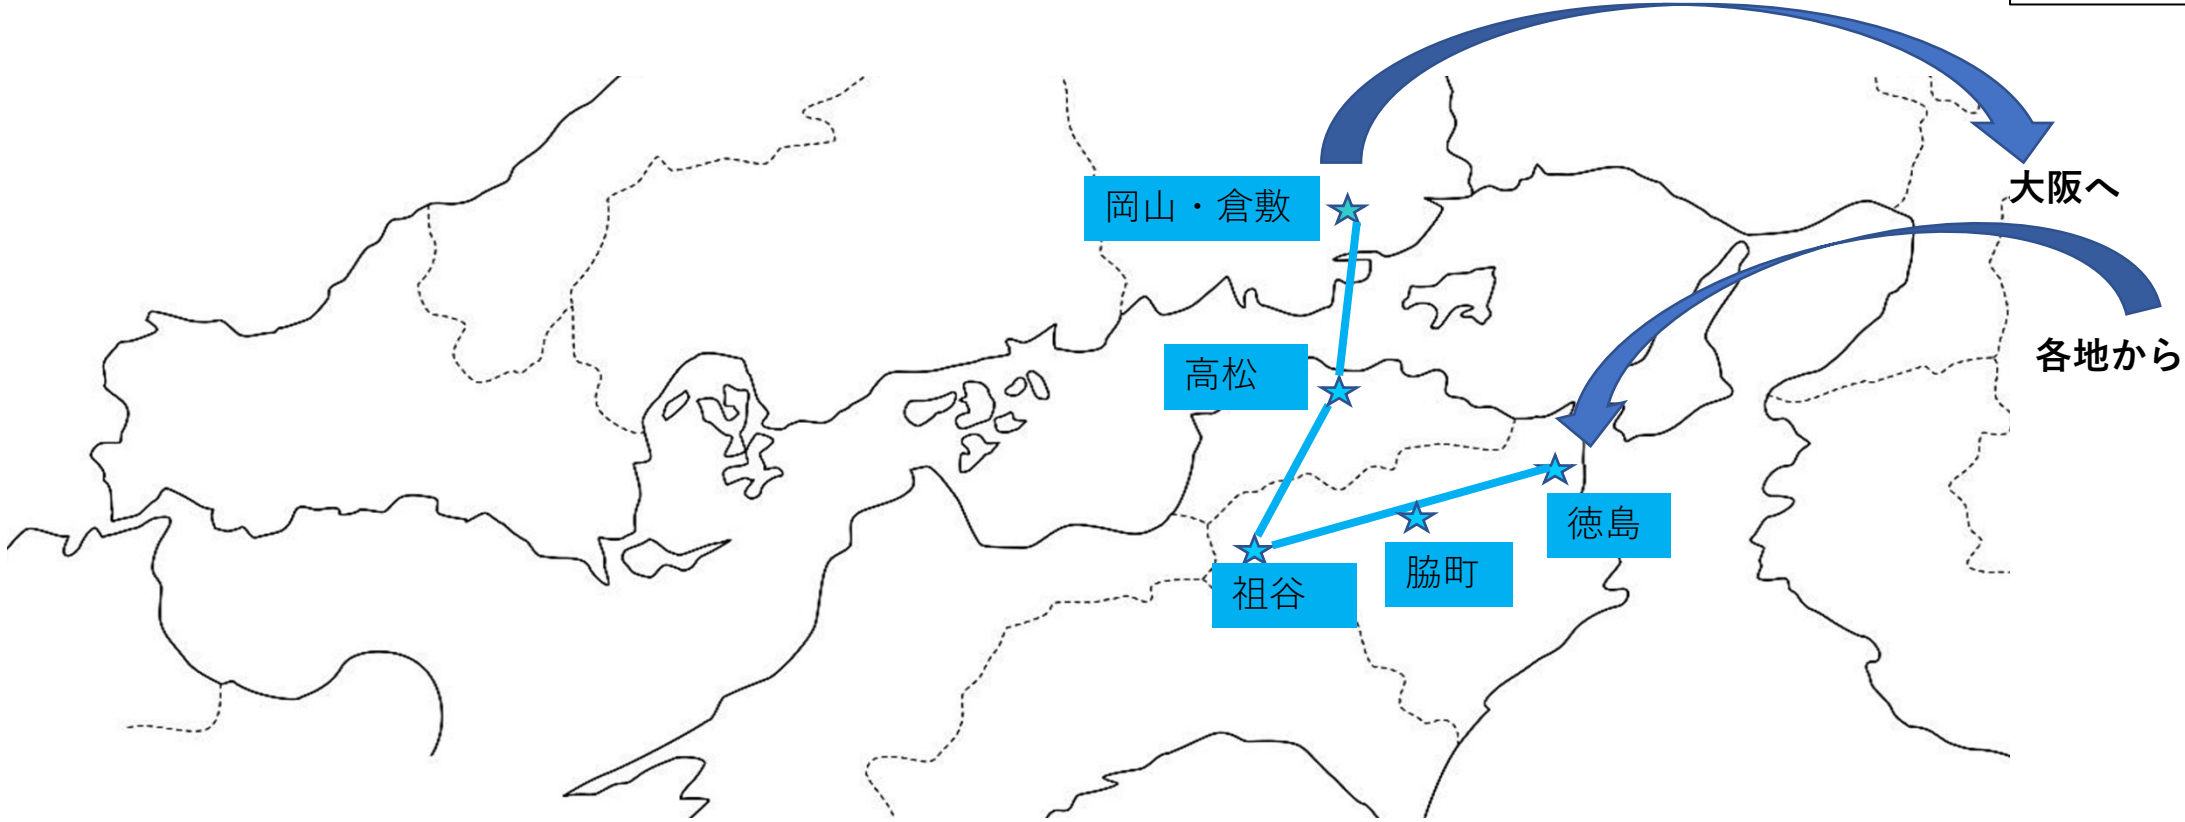 大阪へ
岡山・倉敷
各地から
高松
徳島
脇町
祖谷